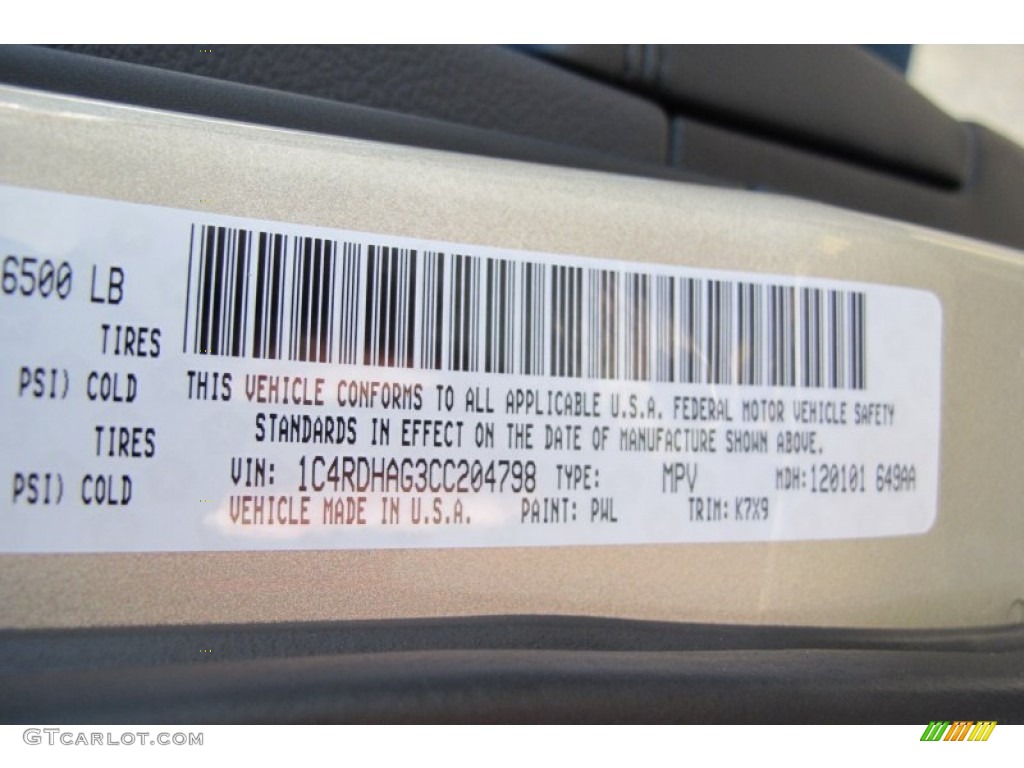 6500 LB
TIRES
PSI) COLD
TIRES
PSI) COLD
THIS VEHICLE CONFORMS TO ALL APPLICABLE U.S.A. FEDERAL MOTOR VEHICLE SAFETY
STANDARDS IN EFFECT ON THE DATE OF MANUFACTURE SHOWN ABOVE.
VIN: 1C4RDHAG3CC204798 TYPE: MPV MDH:120101 649AA
VEHICLE MADE IN U.S.A. PAINT: PWL TRIM: K7X9
GTCARLOT.COM